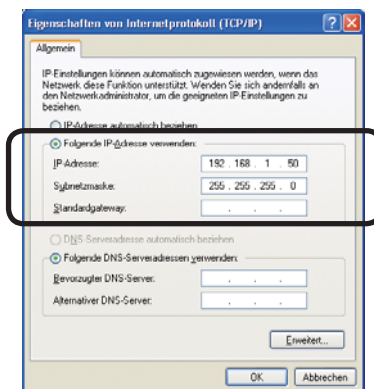 Eigenschaften von Internetprotokoll (TCP/IP)
Allgemein
IP-Einstellungen können automatisch zugewiesen werden, wenn das
Netzwerk diese Funktion unterstützt. Wenden Sie sich andernfalls an
den Netzwerkadministrator, um die geeigneten IP-Einstellungen zu
beziehen.
IP-Adresse automatisch beziehen
Folgende IP-Adresse verwenden:
IP-Adresse: 192 . 168 . 1 . 50
Subnetzmaske: 255 . 255 . 255 . 0
Standardgateway: . . .
DNS-Serveradresse automatisch beziehen
Folgende DNS-Serveradressen verwenden:
Bevorzugter DNS-Server: . . .
Alternativer DNS-Server: . . .
Erweitert...
OK Abbrechen